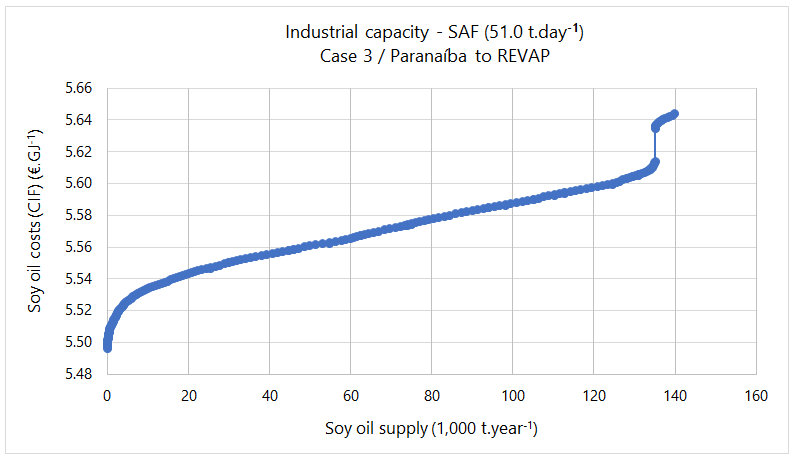 Industrial capacity - SAF (51.0 t.day⁻¹)
Case 3 / Paranaíba to REVAP
Soy oil costs (CIF) (€.GJ⁻¹)
5.66
5.64
5.62
5.60
5.58
5.56
5.54
5.52
5.50
5.48
0 20 40 60 80 100 120 140 160
Soy oil supply (1,000 t.year⁻¹)